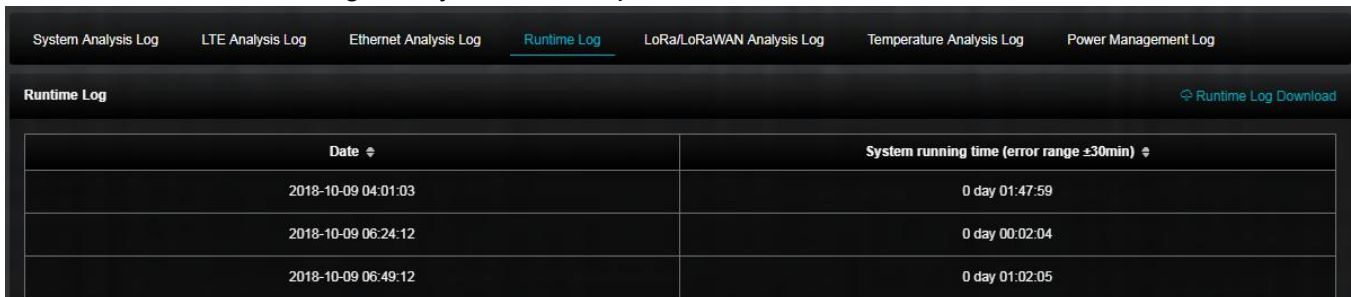 System Analysis Log LTE Analysis Log Ethernet Analysis Log Runtime Log LoRa/LoRaWAN Analysis Log Temperature Analysis Log Power Management Log
Runtime Log Runtime Log Download
Date System running time (error range ±30min)
2018-10-09 04:01:03 0 day 01:47:59
2018-10-09 06:24:12 0 day 00:02:04
2018-10-09 06:49:12 0 day 01:02:05